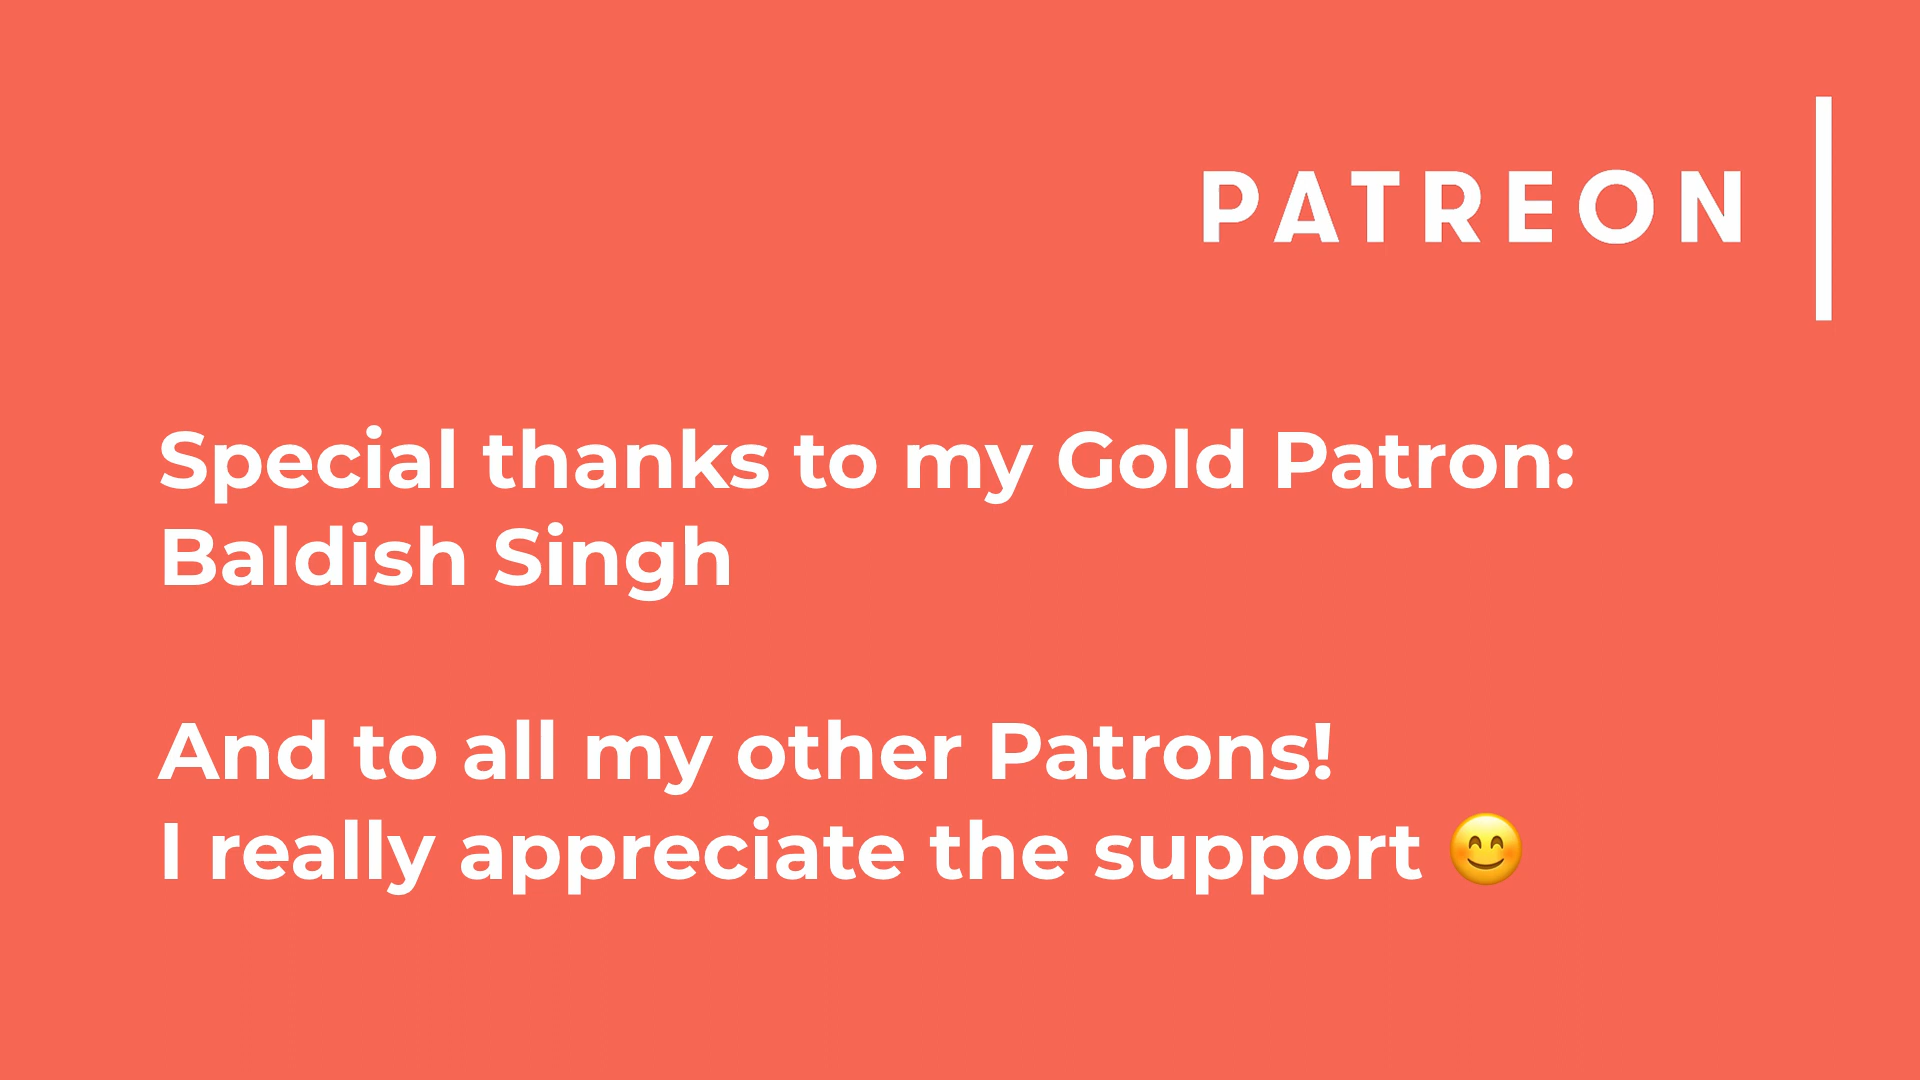 PATREON
Special thanks to my Gold Patron:
Baldish Singh
And to all my other Patrons!
I really appreciate the support 😊